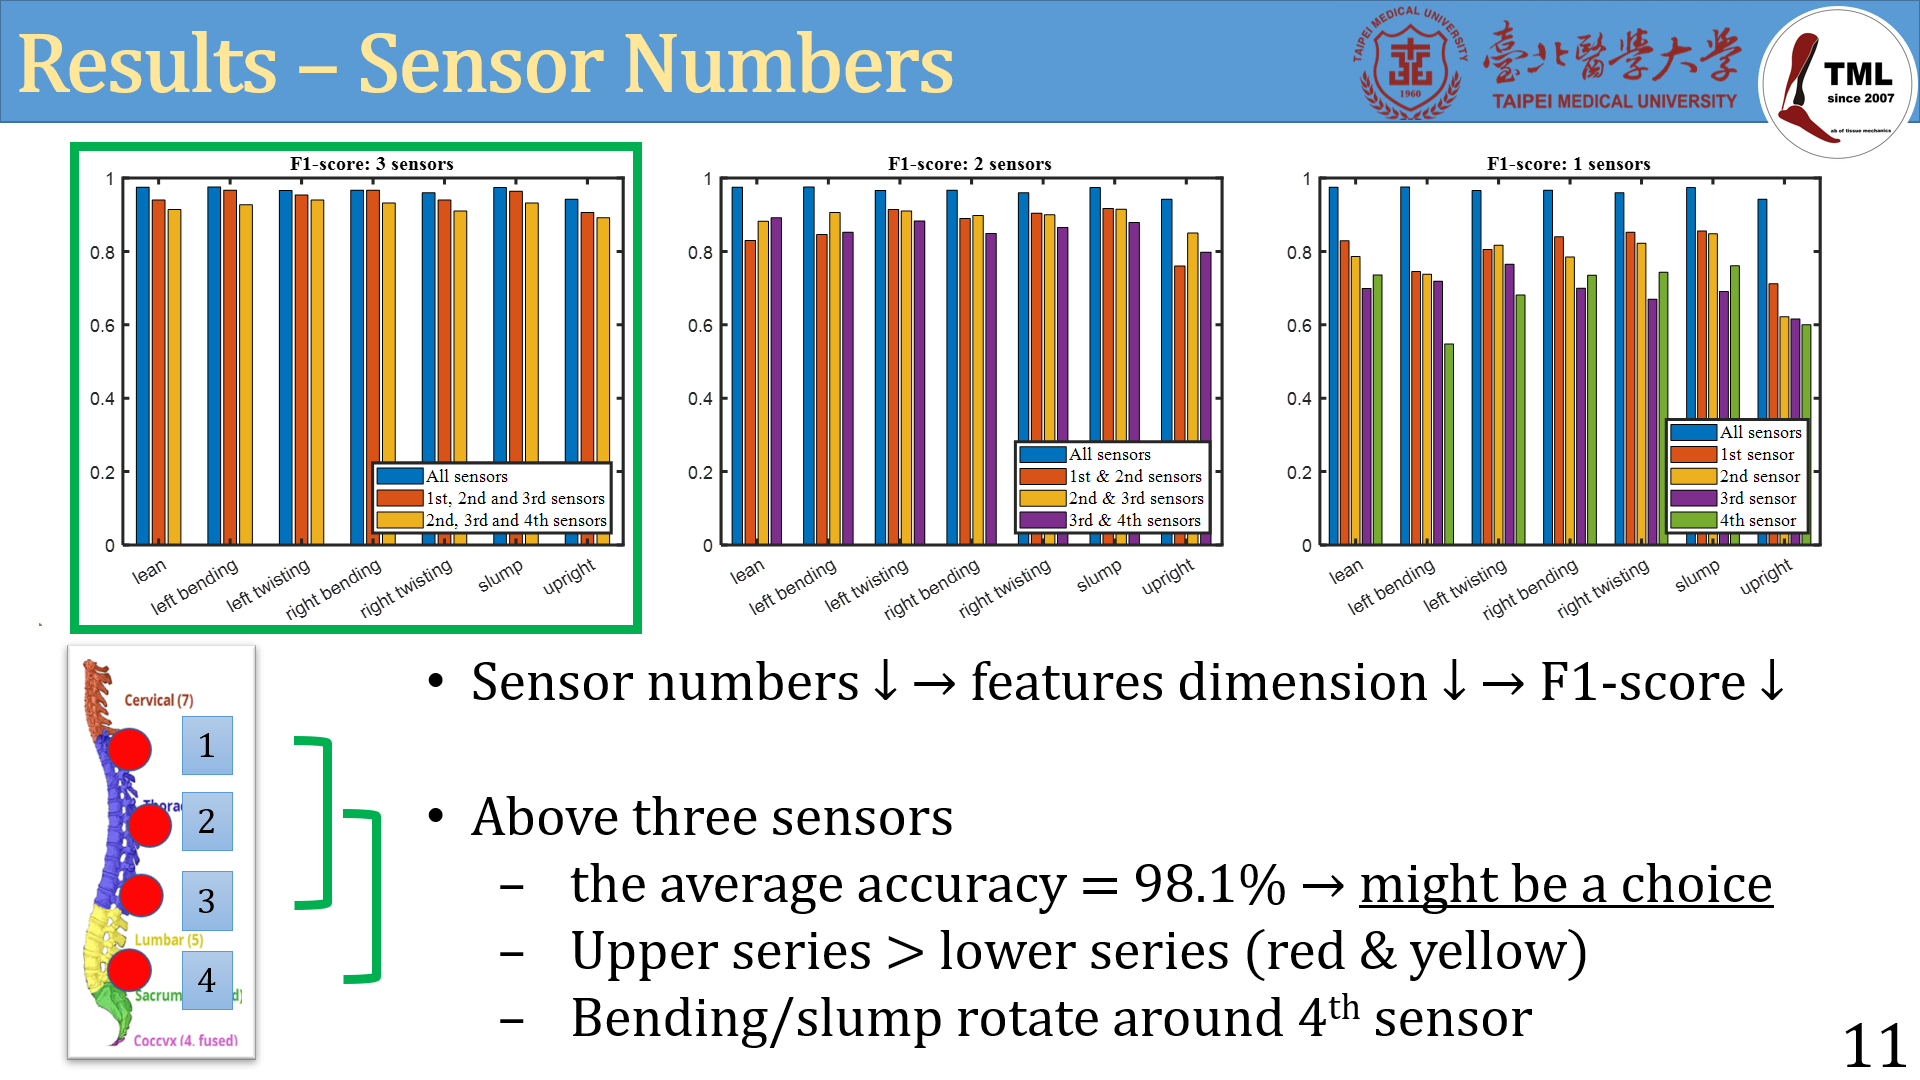 Results – Sensor Numbers
TAIPEI MEDICAL UNIVERSITY
1960
臺北醫學大學
TAIPEI MEDICAL UNIVERSITY
TML
since 2007
ab of tissue mechanics
F1-score: 3 sensors
1
0.8
0.6
0.4
0.2
0
lean
left bending
left twisting
right bending
right twisting
slump
upright
All sensors
1st, 2nd and 3rd sensors
2nd, 3rd and 4th sensors
F1-score: 2 sensors
1
0.8
0.6
0.4
0.2
0
lean
left bending
left twisting
right bending
right twisting
slump
upright
All sensors
1st & 2nd sensors
2nd & 3rd sensors
3rd & 4th sensors
F1-score: 1 sensors
1
0.8
0.6
0.4
0.2
0
lean
left bending
left twisting
right bending
right twisting
slump
upright
All sensors
1st sensor
2nd sensor
3rd sensor
4th sensor
Cervical (7)
1
Thora
2
3
Lumbar (5)
4
Sacrum d)
Coccyx (4, fused)
• Sensor numbers ↓ → features dimension ↓ → F1-score ↓
• Above three sensors
– the average accuracy = 98.1% → might be a choice
– Upper series > lower series (red & yellow)
– Bending/slump rotate around 4th sensor
11